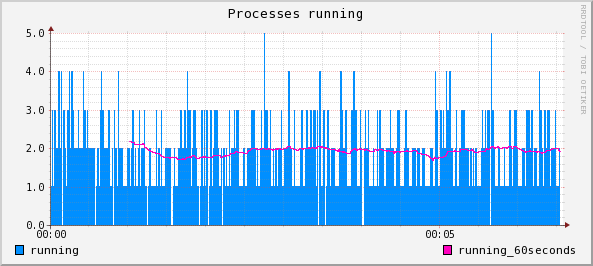 Processes running
RRDTOOL / TOBI OETIKER
5.0
4.0
3.0
2.0
1.0
0.0
00:00 00:05
running running_60seconds